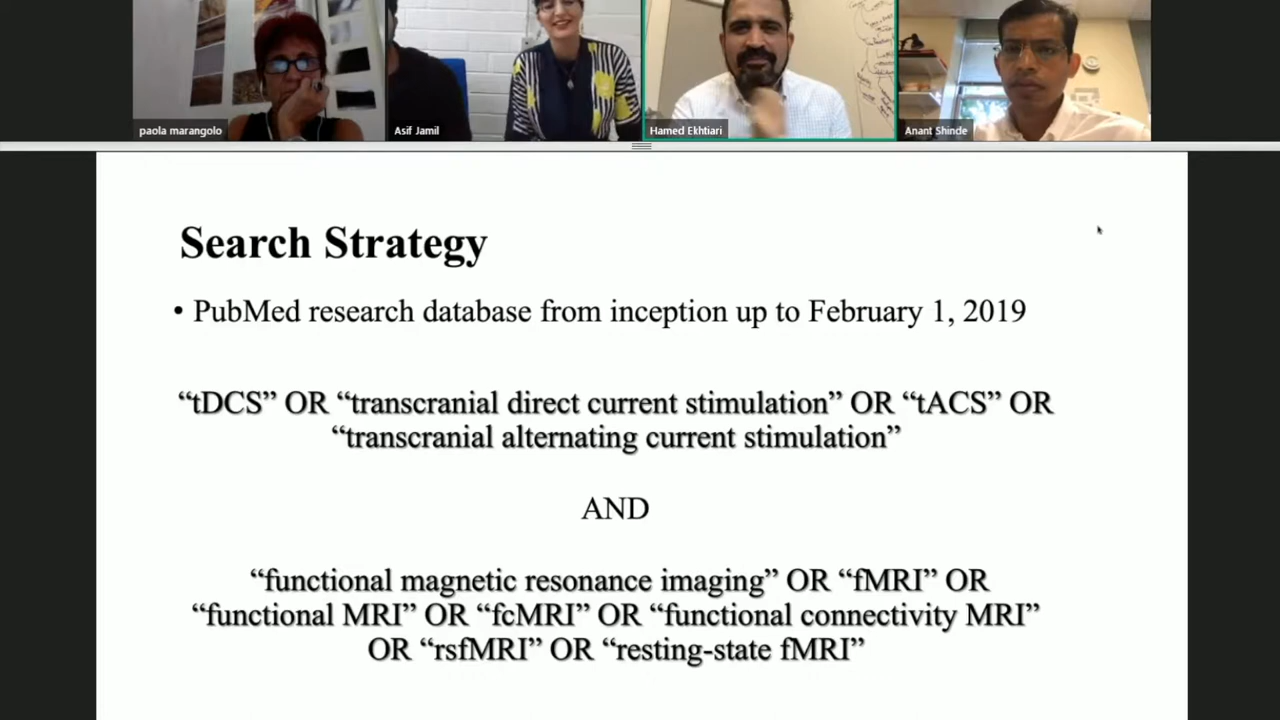 paola marangolo
Asif Jamil
Hamed Ekhtiari
Anant Shinde
Search Strategy
• PubMed research database from inception up to February 1, 2019
“tDCS” OR “transcranial direct current stimulation” OR “tACS” OR
“transcranial alternating current stimulation”
AND
“functional magnetic resonance imaging” OR “fMRI” OR
“functional MRI” OR “fcMRI” OR “functional connectivity MRI”
OR “rsfMRI” OR “resting-state fMRI”